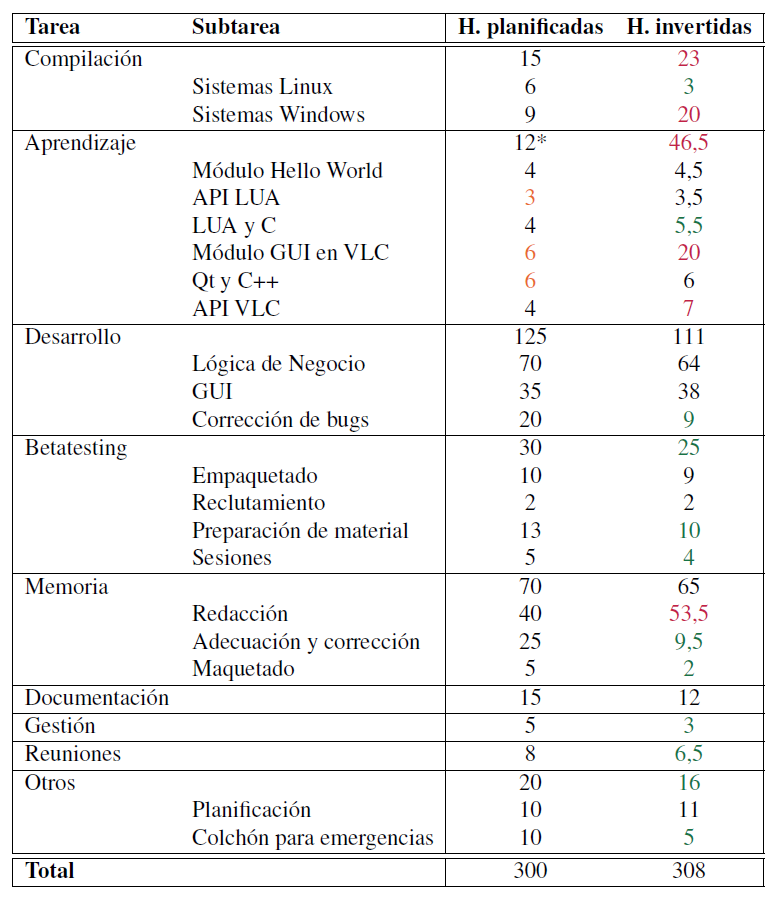 Tarea Subtarea H. planificadas H. invertidas
Compilación 15 23
Sistemas Linux 6 3
Sistemas Windows 9 20
Aprendizaje 12* 46,5
Módulo Hello World 4 4,5
API LUA 3 3,5
LUA y C 4 5,5
Módulo GUI en VLC 6 20
Qt y C++ 6 6
API VLC 4 7
Desarrollo 125 111
Lógica de Negocio 70 64
GUI 35 38
Corrección de bugs 20 9
Betatesting 30 25
Empaquetado 10 9
Reclutamiento 2 2
Preparación de material 13 10
Sesiones 5 4
Memoria 70 65
Redacción 40 53,5
Adecuación y corrección 25 9,5
Maquetado 5 2
Documentación 15 12
Gestión 5 3
Reuniones 8 6,5
Otros 20 16
Planificación 10 11
Colchón para emergencias 10 5
Total 300 308